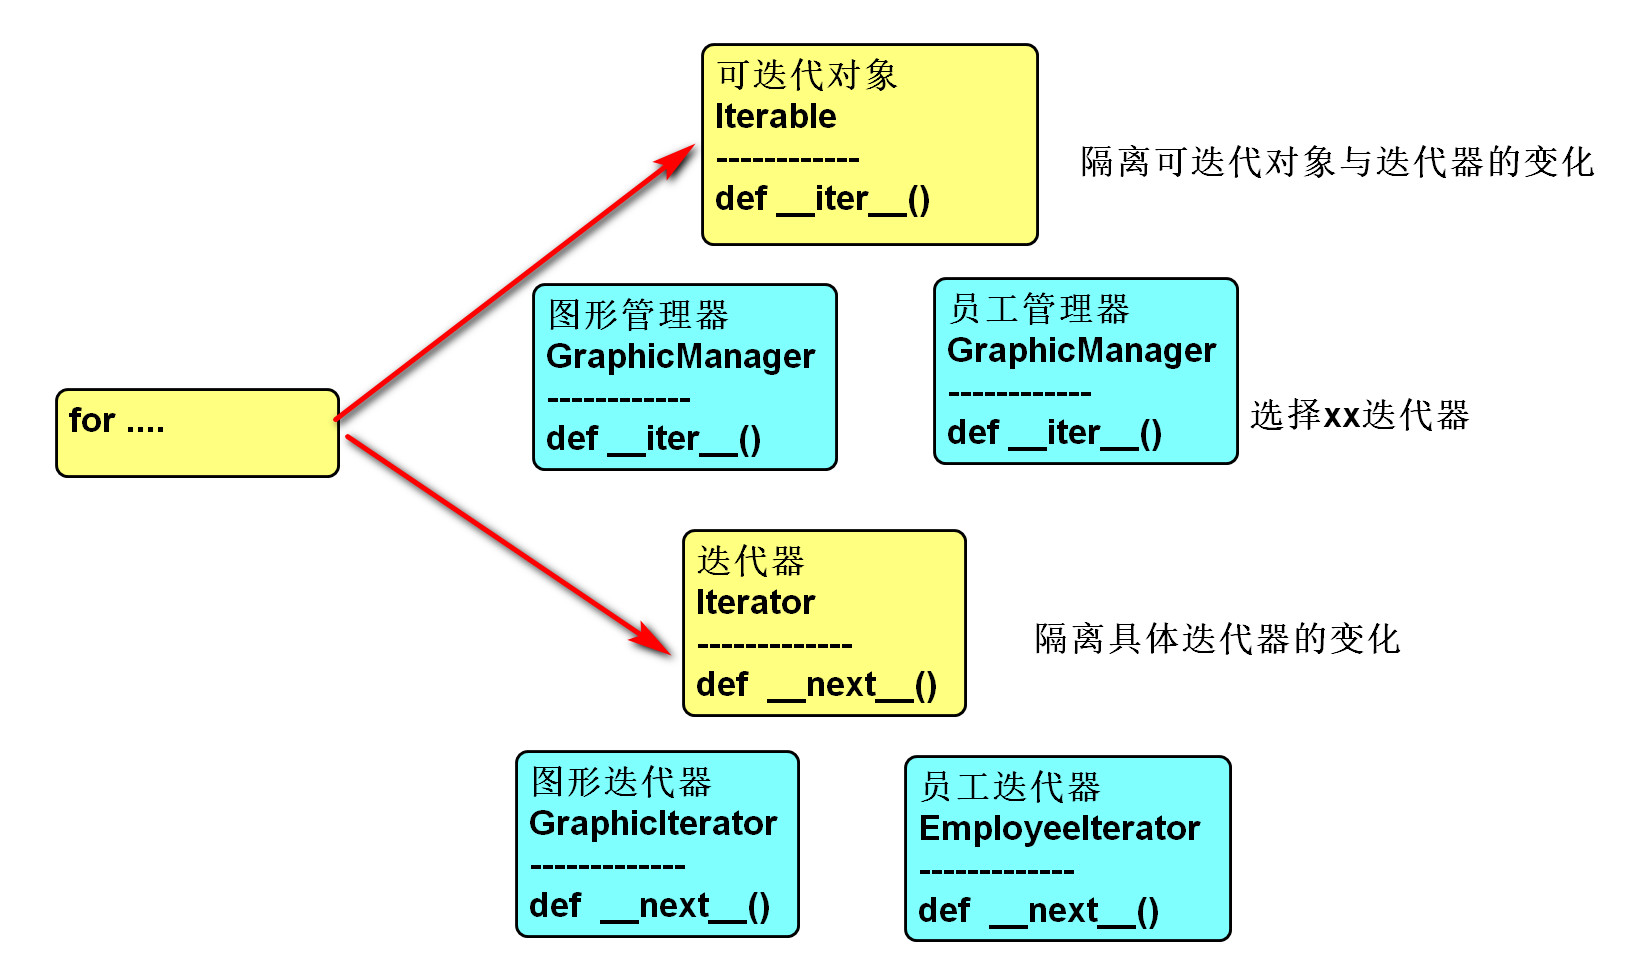 可迭代对象
Iterable
------------
def __iter__()
隔离可迭代对象与迭代器的变化
图形管理器
GraphicManager
------------
def __iter__()
员工管理器
GraphicManager
------------
def __iter__()
选择xx迭代器
for ....
迭代器
Iterator
-------------
def  __next__()
隔离具体迭代器的变化
图形迭代器
GraphicIterator
-------------
def  __next__()
员工迭代器
EmployeeIterator
-------------
def  __next__()